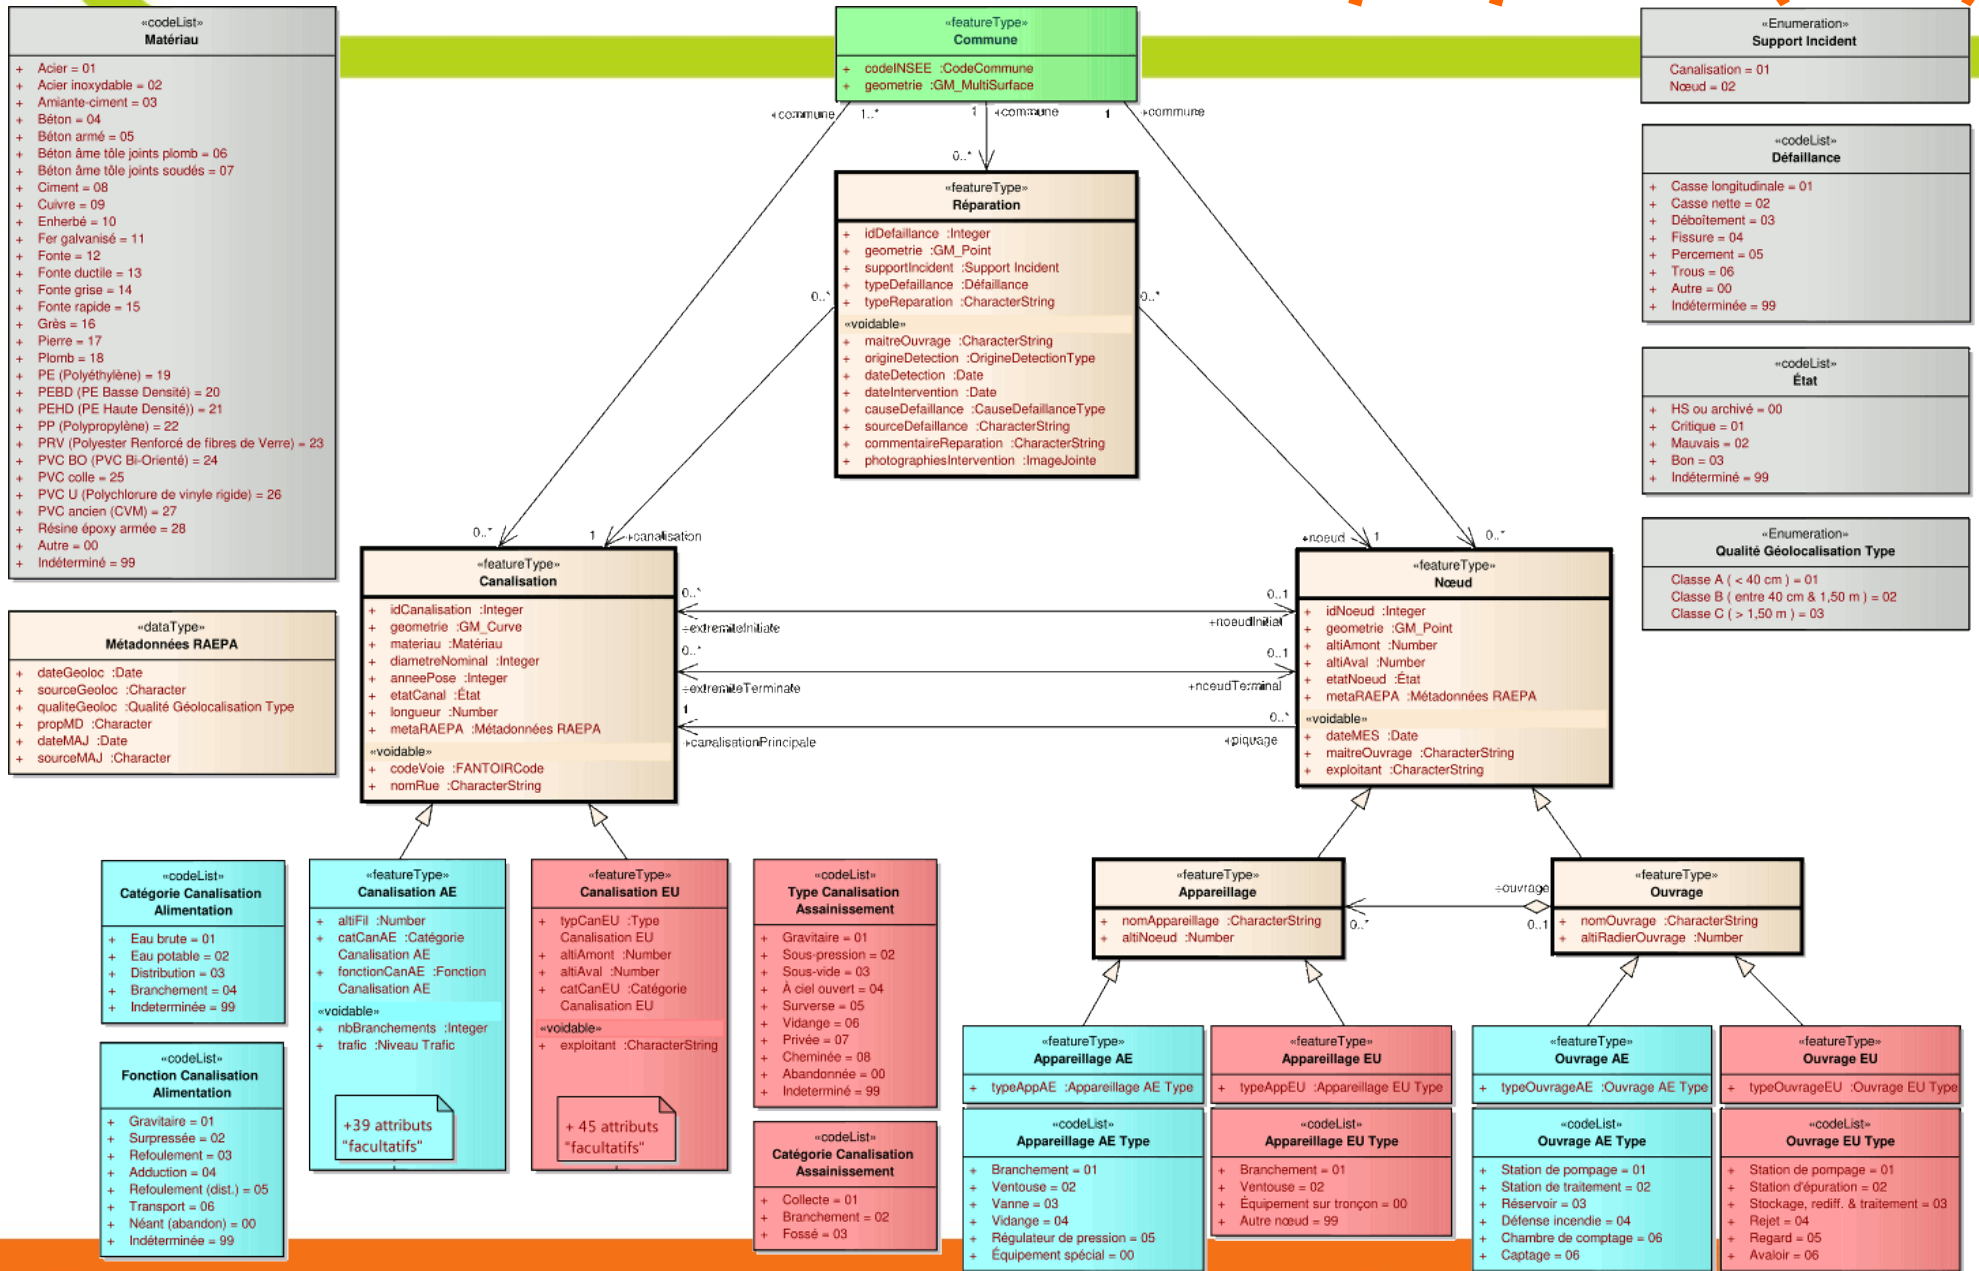 «codeList»
Matériau
+ Acier = 01
+ Acier inoxydable = 02
+ Amiante-ciment = 03
+ Béton = 04
+ Béton armé = 05
+ Béton âme tôle joints plomb = 06
+ Béton âme tôle joints soudés = 07
+ Ciment = 08
+ Cuivre = 09
+ Enherbé = 10
+ Fer galvanisé = 11
+ Fonte = 12
+ Fonte ductile = 13
+ Fonte grise = 14
+ Fonte rapide = 15
+ Grès = 16
+ Pierre = 17
+ Plomb = 18
+ PE (Polyéthylène) = 19
+ PEBD (PE Basse Densité) = 20
+ PEHD (PE Haute Densité)) = 21
+ PP (Polypropylène) = 22
+ PRV (Polyester Renforcé de fibres de Verre) = 23
+ PVC BO (PVC Bi-Orienté) = 24
+ PVC colle = 25
+ PVC U (Polychlorure de vinyle rigide) = 26
+ PVC ancien (CVM) = 27
+ Résine époxy armée = 28
+ Autre = 00
+ Indéterminé = 99
«dataType»
Métadonnées RAEPA
+ dateGeoloc :Date
+ sourceGeoloc :Character
+ qualiteGeoloc :Qualité Géolocalisation Type
+ propMD :Character
+ dateMAJ :Date
+ sourceMAJ :Character
«featureType»
Commune
+ codeINSEE :CodeCommune
+ geometrie :GM_MultiSurface
+commune 1..*
1 +commune
1 +commune
0..*
«featureType»
Réparation
+ idDefaillance :Integer
+ geometrie :GM_Point
+ supportIncident :Support Incident
+ typeDefaillance :Défaillance
+ typeReparation :CharacterString
«voidable»
+ maitreOuvrage :CharacterString
+ origineDetection :OrigineDetectionType
+ dateDetection :Date
+ dateIntervention :Date
+ causeDefaillance :CauseDefaillanceType
+ sourceDefaillance :CharacterString
+ commentaireReparation :CharacterString
+ photographiesIntervention :ImageJointe
0..*
0..*
«Enumeration»
Support Incident
Canalisation = 01
Nœud = 02
«codeList»
Défaillance
+ Casse longitudinale = 01
+ Casse nette = 02
+ Déboîtement = 03
+ Fissure = 04
+ Percement = 05
+ Trous = 06
+ Autre = 00
+ Indéterminée = 99
«codeList»
État
+ HS ou archivé = 00
+ Critique = 01
+ Mauvais = 02
+ Bon = 03
+ Indéterminé = 99
«Enumeration»
Qualité Géolocalisation Type
Classe A ( < 40 cm ) = 01
Classe B ( entre 40 cm & 1,50 m ) = 02
Classe C ( > 1,50 m ) = 03
0..*
1 +canalisation
+noeud 1
0..*
«featureType»
Canalisation
+ idCanalisation :Integer
+ geometrie :GM_Curve
+ materiau :Matériau
+ diametreNominal :Integer
+ anneePose :Integer
+ etatCanal :État
+ longueur :Number
+ metaRAEPA :Métadonnées RAEPA
«voidable»
+ codeVoie :FANTOIRCode
+ nomRue :CharacterString
0..* 0..1
+extremiteInitiale +noeudInitial
0..* 0..1
+extremiteTerminale +noeudTerminal
1 0..*
+canalisationPrincipale +piquage
«featureType»
Nœud
+ idNoeud :Integer
+ geometrie :GM_Point
+ altiAmont :Number
+ altiAval :Number
+ etatNoeud :État
+ metaRAEPA :Métadonnées RAEPA
«voidable»
+ dateMES :Date
+ maitreOuvrage :CharacterString
+ exploitant :CharacterString
«codeList»
Catégorie Canalisation
Alimentation
+ Eau brute = 01
+ Eau potable = 02
+ Distribution = 03
+ Branchement = 04
+ Indeterminée = 99
«codeList»
Fonction Canalisation
Alimentation
+ Gravitaire = 01
+ Surpressée = 02
+ Refoulement = 03
+ Adduction = 04
+ Refoulement (dist.) = 05
+ Transport = 06
+ Néant (abandon) = 00
+ Indéterminée = 99
«featureType»
Canalisation AE
+ altiFil :Number
+ catCanAE :Catégorie
Canalisation AE
+ fonctionCanAE :Fonction
Canalisation AE
«voidable»
+ nbBranchements :Integer
+ trafic :Niveau Trafic
+39 attributs
"facultatifs"
«featureType»
Canalisation EU
+ typCanEU :Type
Canalisation EU
+ altiAmont :Number
+ altiAval :Number
+ catCanEU :Catégorie
Canalisation EU
«voidable»
+ exploitant :CharacterString
+ 45 attributs
"facultatifs"
«codeList»
Type Canalisation
Assainissement
+ Gravitaire = 01
+ Sous-pression = 02
+ Sous-vide = 03
+ À ciel ouvert = 04
+ Surverse = 05
+ Vidange = 06
+ Privée = 07
+ Cheminée = 08
+ Abandonnée = 00
+ Indeterminé = 99
«codeList»
Catégorie Canalisation
Assainissement
+ Collecte = 01
+ Branchement = 02
+ Fossé = 03
«featureType»
Appareillage
+ nomAppareillage :CharacterString
+ altiNoeud :Number
+ouvrage
0..* 0..1
«featureType»
Ouvrage
+ nomOuvrage :CharacterString
+ altiRadierOuvrage :Number
«featureType»
Appareillage AE
+ typeAppAE :Appareillage AE Type
«codeList»
Appareillage AE Type
+ Branchement = 01
+ Ventouse = 02
+ Vanne = 03
+ Vidange = 04
+ Régulateur de pression = 05
+ Équipement spécial = 00
«featureType»
Appareillage EU
+ typeAppEU :Appareillage EU Type
«codeList»
Appareillage EU Type
+ Branchement = 01
+ Ventouse = 02
+ Équipement sur tronçon = 00
+ Autre nœud = 99
«featureType»
Ouvrage AE
+ typeOuvrageAE :Ouvrage AE Type
«codeList»
Ouvrage AE Type
+ Station de pompage = 01
+ Station de traitement = 02
+ Réservoir = 03
+ Défense incendie = 04
+ Chambre de comptage = 06
+ Captage = 06
«featureType»
Ouvrage EU
+ typeOuvrageEU :Ouvrage EU Type
«codeList»
Ouvrage EU Type
+ Station de pompage = 01
+ Station d'épuration = 02
+ Stockage, rediff. & traitement = 03
+ Rejet = 04
+ Regard = 05
+ Avaloir = 06